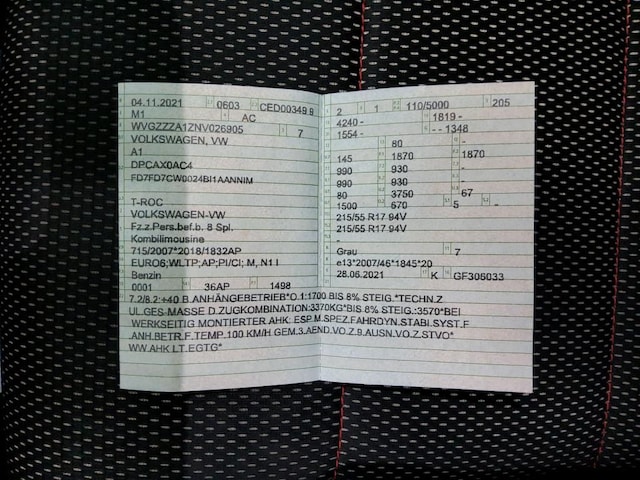 04.11.2021 0603 CED00349 9
M1 AC
WVGZZZA1ZNV026905 7
VOLKSWAGEN, VW
A1
DPCAX0AC4
FD7FD7CW0024BI1AANNIM
T-ROC
VOLKSWAGEN-VW
Fz.z.Pers.bef.b. 8 Spl.
Kombilimousine
715/2007*2018/1832AP
EURO6;WLTP;AP;PI/CI; M, N1 I
Benzin
0001 36AP 1498
2 1 110/5000 205
4240 - 1819 -
1554 - - - 1348
80 -
145 1870 1870
990 930 -
990 930 -
80 3750 67
1500 670 5 -
215/55 R17 94V
215/55 R17 94V
-
Grau 7
e13*2007/46*1845*20
28.06.2021 K GF306033
7.2/8.2:+40 B.ANHÄNGEBETRIEB*O.1:1700 BIS 8% STEIG.*TECHN.Z
UL.GES-MASSE D.ZUGKOMBINATION:3370KG*BIS 8% STEIG.:3570*BEI
WERKSEITIG MONTIERTER AHK: ESP.M.SPEZ.FAHRDYN.STABI.SYST.F
.ANH.BETR.F.TEMP.100 KM/H GEM.3.AEND.VO.Z.9.AUSN.VO.Z.STVO*
WW.AHK LT.EGTG*